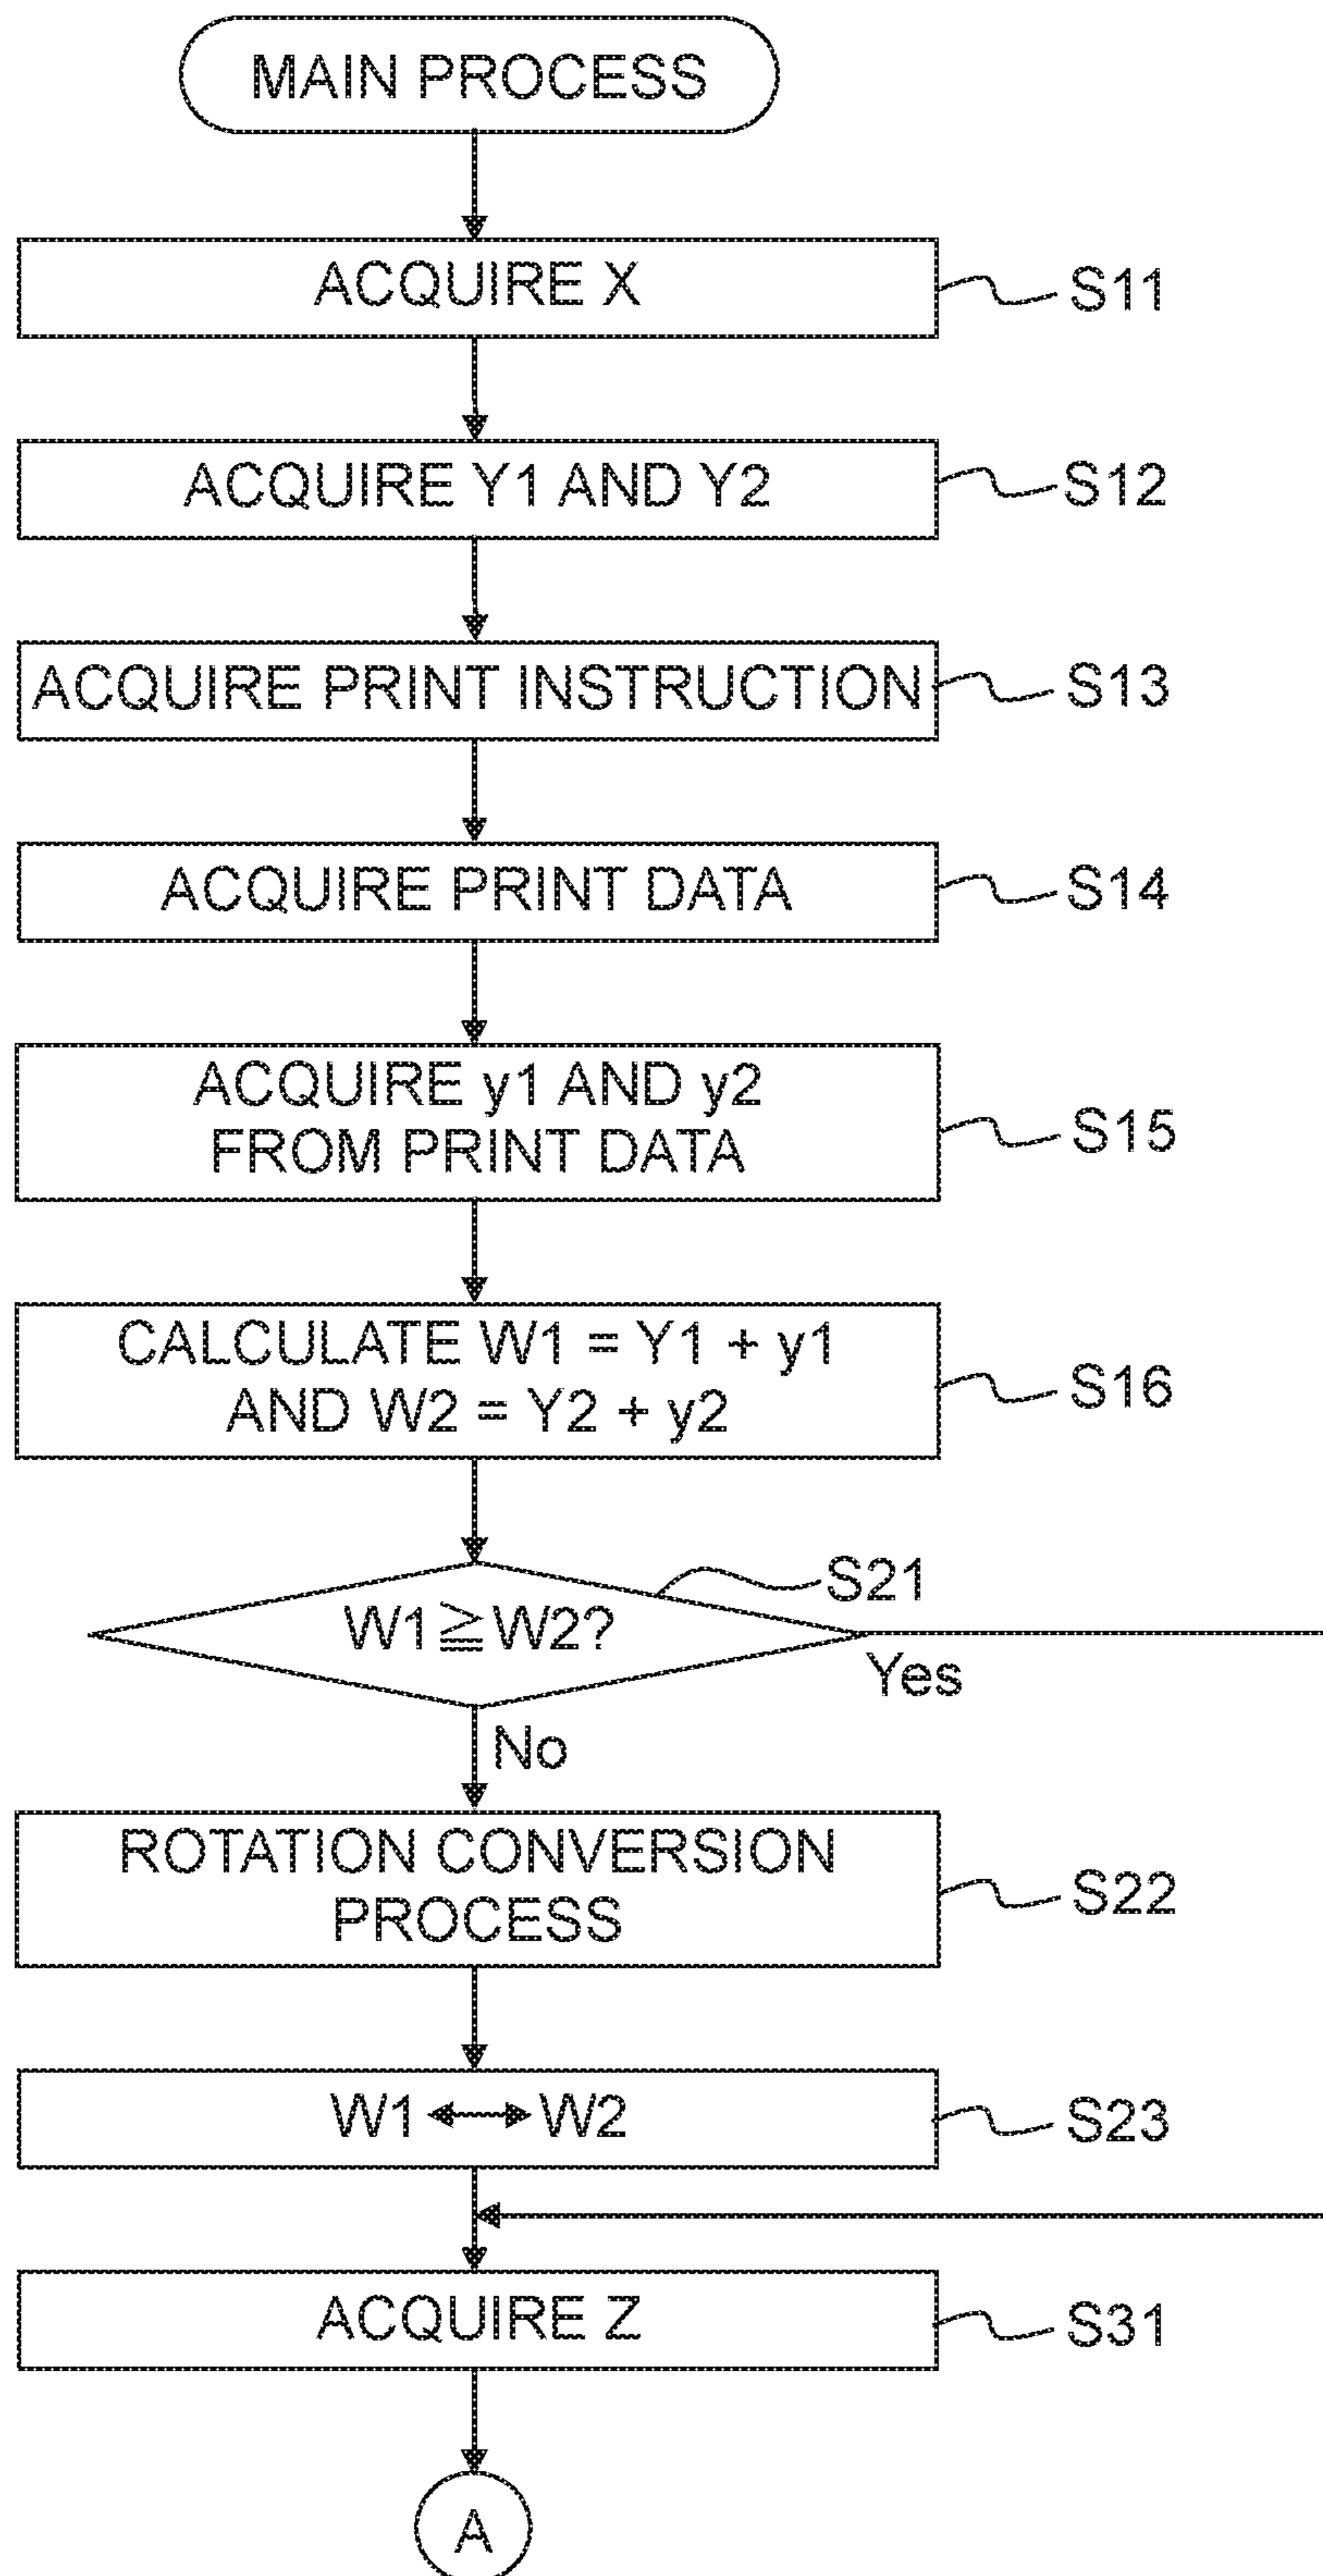 MAIN PROCESS
ACQUIRE X
S11
ACQUIRE Y1 AND Y2
S12
ACQUIRE PRINT INSTRUCTION
S13
ACQUIRE PRINT DATA
S14
ACQUIRE y1 AND y2
FROM PRINT DATA
S15
CALCULATE W1 = Y1 + y1
AND W2 = Y2 + y2
S16
S21
W1≧W2?
Yes
No
ROTATION CONVERSION
PROCESS
S22
W1↔W2
S23
ACQUIRE Z
S31
A